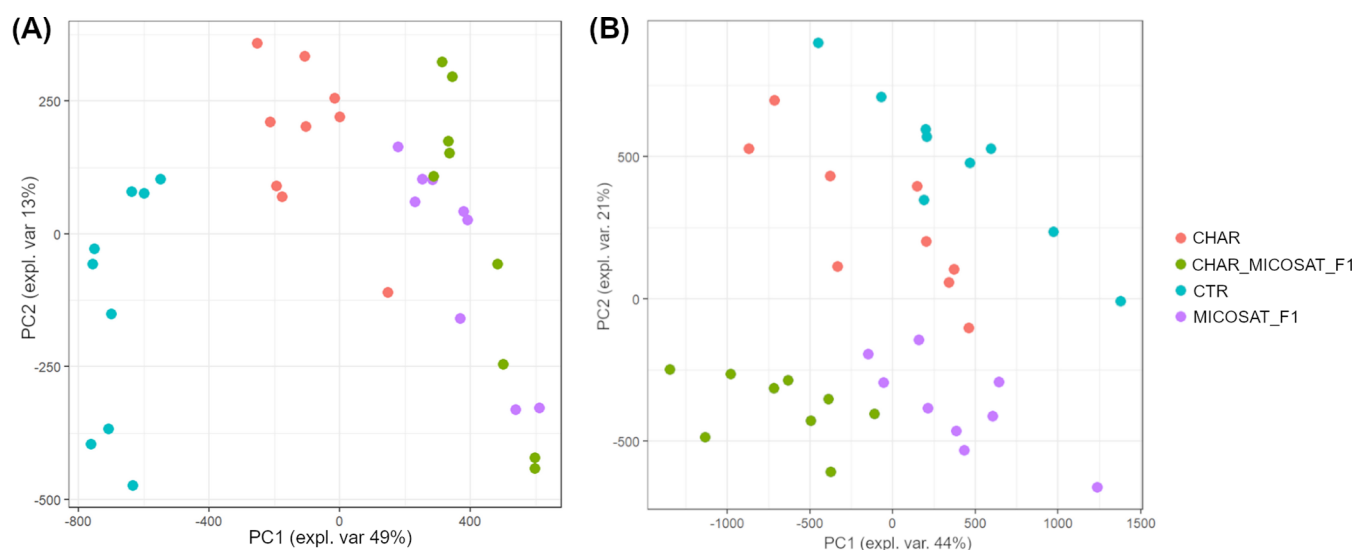 (A)
250
0
-250
-500
-800
-400
0
400
PC2 (expl. var 13%)
PC1 (expl. var 49%)
(B)
500
0
-500
-1000
-500
0
500
1000
1500
PC2 (expl. var. 21%)
PC1 (expl. var. 44%)
CHAR
CHAR_MICOSAT_F1
CTR
MICOSAT_F1